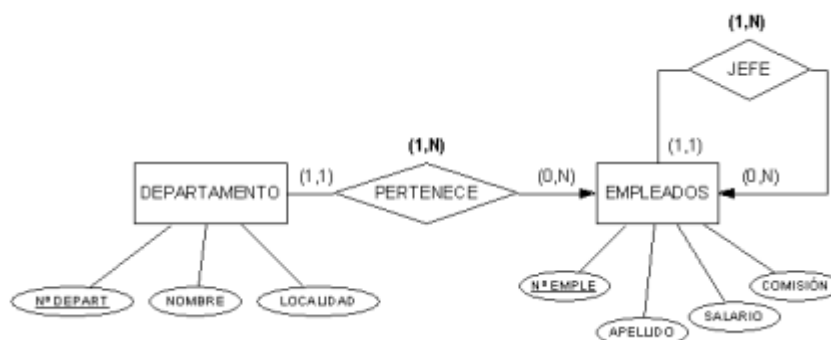 (1,N)
JEFE
(1,N)
(1,1)
DEPARTAMENTO
(1,1)
PERTENECE
(0,N)
EMPLEADOS
(0,N)
Nº DEPART
NOMBRE
LOCALIDAD
Nº EMPLE
APELLIDO
SALARIO
COMISIÓN